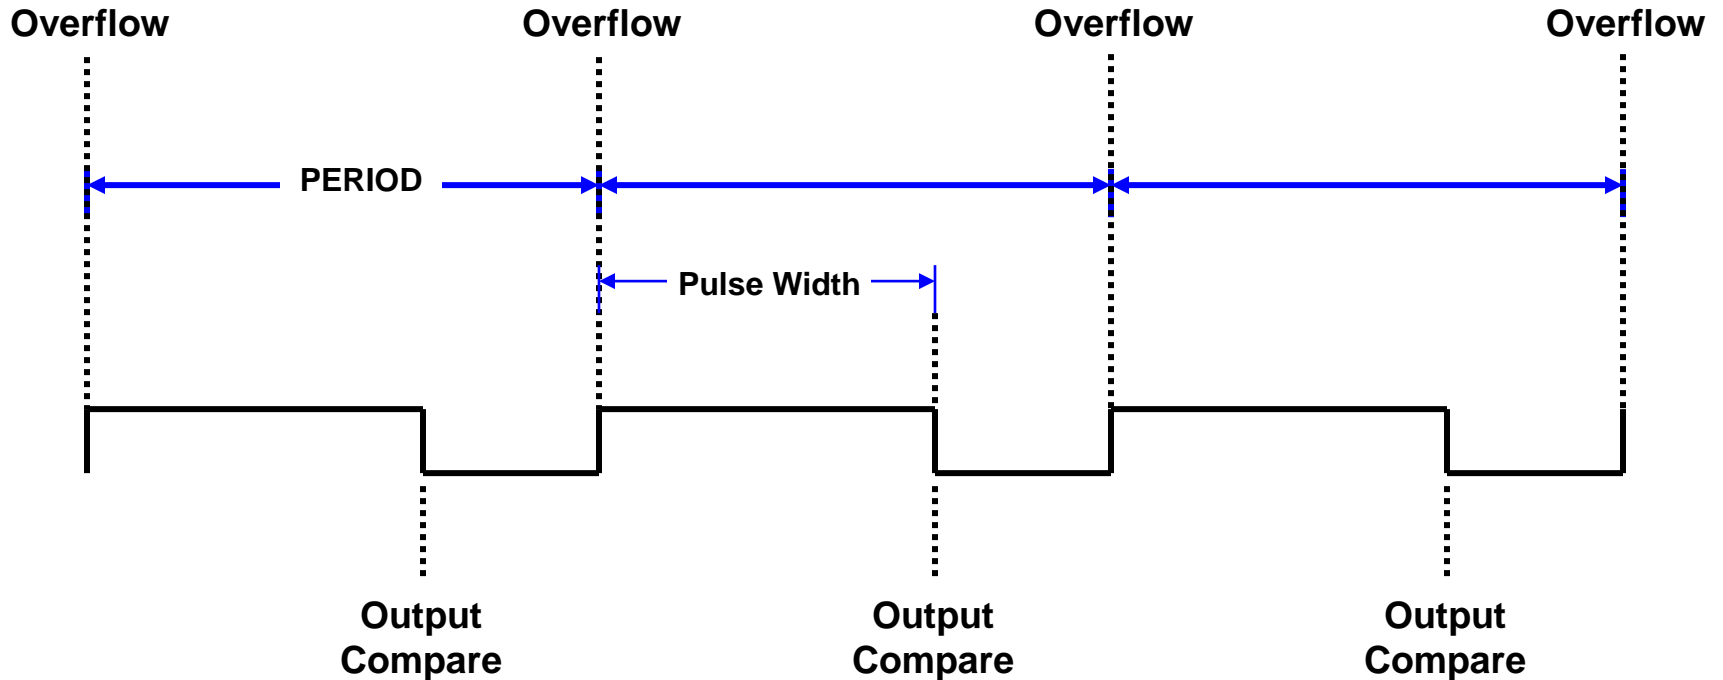 Overflow Overflow Overflow Overflow
PERIOD
Pulse Width
Output Output Output
Compare Compare Compare